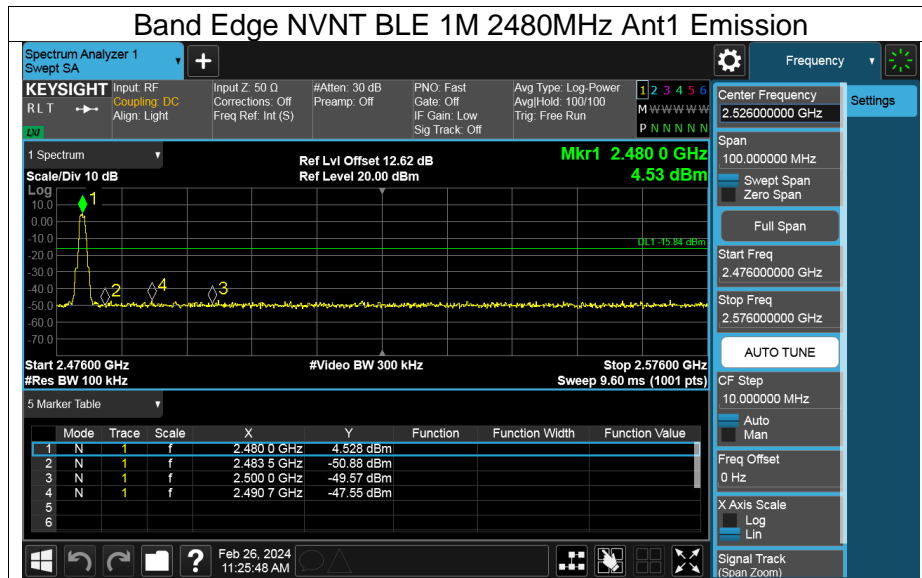 Band Edge NVNT BLE 1M 2480MHz Ant1 Emission
Spectrum Analyzer 1
Swept SA
+
Frequency
KEYSIGHT
RLT
LXI
Input: RF
Coupling: DC
Align: Light
Input Z: 50 Ω
Corrections: Off
Freq Ref: Int (S)
#Atten: 30 dB
Preamp: Off
PNO: Fast
Gate: Off
IF Gain: Low
Sig Track: Off
Avg Type: Log-Power
Avg|Hold: 100/100
Trig: Free Run
1 2 3 4 5 6
M W W W W W
P N N N N N
Center Frequency
2.526000000 GHz
Settings
1 Spectrum
Scale/Div 10 dB
Ref Lvl Offset 12.62 dB
Ref Level 20.00 dBm
Mkr1 2.480 0 GHz
4.53 dBm
Span
100.000000 MHz
Swept Span
Zero Span
Full Span
Start Freq
2.476000000 GHz
Stop Freq
2.576000000 GHz
AUTO TUNE
CF Step
10.000000 MHz
Auto
Man
Freq Offset
0 Hz
X Axis Scale
Log
Lin
Signal Track
(Span Zoom)
Log
10.0
0.00
-10.0
-20.0
-30.0
-40.0
-50.0
-60.0
-70.0
1
2
4
3
DL1 -15.84 dBm
Start 2.47600 GHz
#Video BW 300 kHz
Stop 2.57600 GHz
#Res BW 100 kHz
Sweep 9.60 ms (1001 pts)
5 Marker Table
Mode Trace Scale X Y Function Function Width Function Value
1 N 1 f 2.480 0 GHz 4.528 dBm
2 N 1 f 2.483 5 GHz -50.88 dBm
3 N 1 f 2.500 0 GHz -49.57 dBm
4 N 1 f 2.490 7 GHz -47.55 dBm
5
6
?
Feb 26, 2024
11:25:48 AM